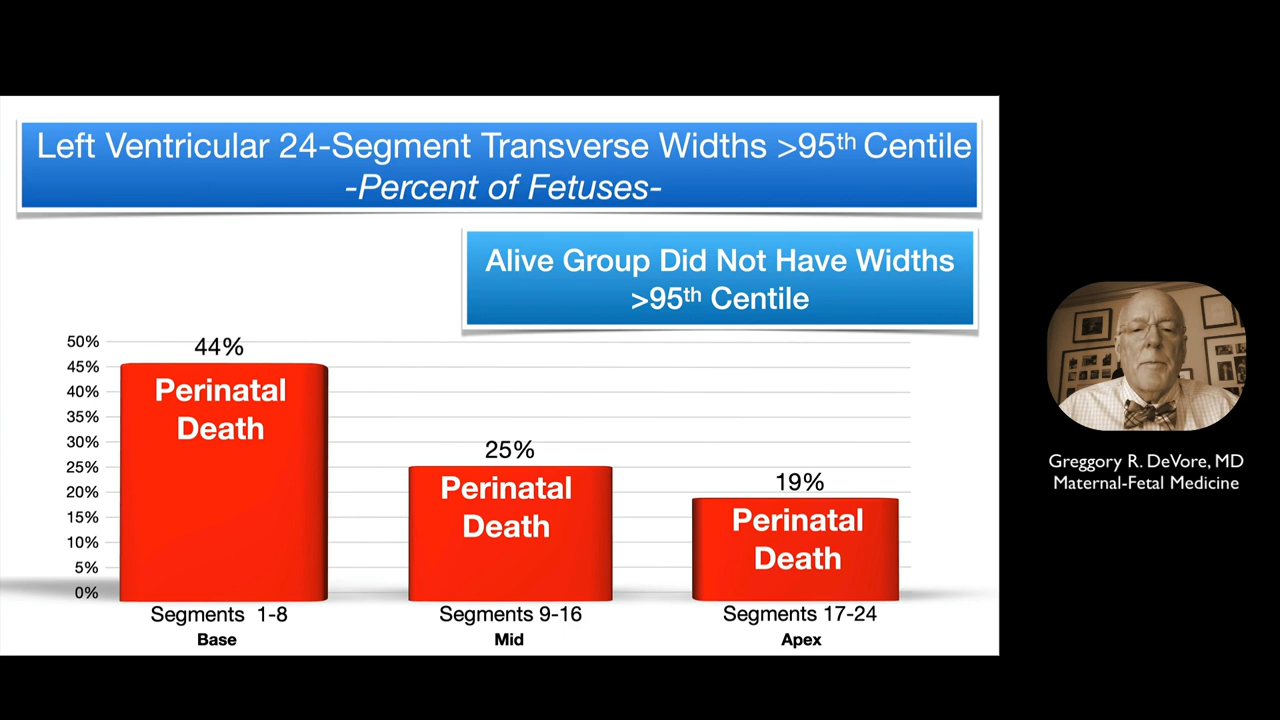 Left Ventricular 24-Segment Transverse Widths >95th Centile
-Percent of Fetuses-
Alive Group Did Not Have Widths
>95th Centile
50%
45%
40%
35%
30%
25%
20%
15%
10%
5%
0%
44%
Perinatal
Death
25%
Perinatal
Death
19%
Perinatal
Death
Segments 1-8
Base
Segments 9-16
Mid
Segments 17-24
Apex
Greggory R. DeVore, MD
Maternal-Fetal Medicine